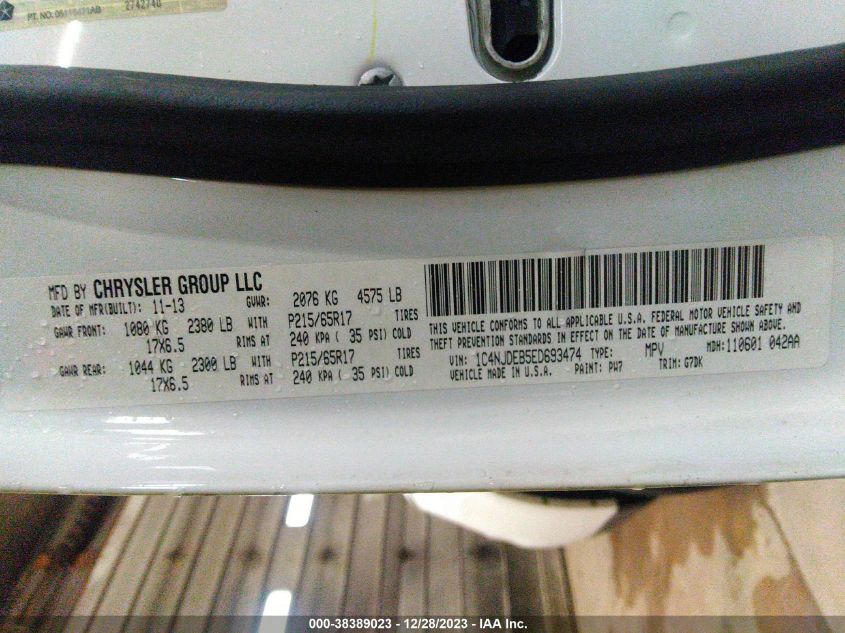 PT. NO. 05115471AB 2742740
MFD BY CHRYSLER GROUP LLC
DATE OF MFR(BUILT): 11-13 GVWR: 2076 KG 4575 LB
GAWR FRONT: 1080 KG 2380 LB WITH P215/65R17 TIRES
17X6.5 RIMS AT 240 KPA ( 35 PSI) COLD
GAWR REAR: 1044 KG 2300 LB WITH P215/65R17 TIRES
17X6.5 RIMS AT 240 KPA ( 35 PSI) COLD
THIS VEHICLE CONFORMS TO ALL APPLICABLE U.S.A. FEDERAL MOTOR VEHICLE SAFETY AND
THEFT PREVENTION STANDARDS IN EFFECT ON THE DATE OF MANUFACTURE SHOWN ABOVE.
VIN: 1C4NJDEB5ED693474 TYPE: MPV MDH: 110601 042AA
VEHICLE MADE IN U.S.A. PAINT: PW7 TRIM: G7DK
000-38389023 - 12/28/2023 - IAA Inc.